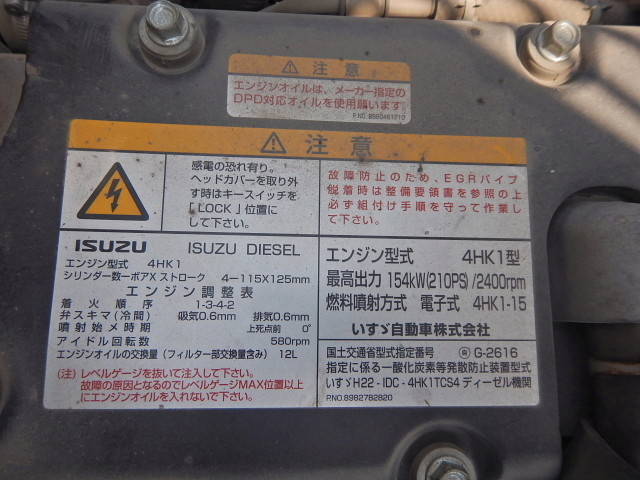 ⚠ 注意
エンジンオイルは、メーカー指定の
DPD対応オイルを使用願います。
P.NO. 8980461210
⚠ 注意
感電の恐れ有り。
ヘッドカバーを取り外
す時はキースイッチを
「LOCK」位置に
して下さい。
故障防止のため、EGRパイプ
脱着時は整備要領書を参照の上
必ず組付け手順を守って作業し
て下さい。
ISUZU ISUZU DIESEL
エンジン型式 4HK1
シリンダー数ーボアX ストローク 4ー115X125mm
エンジン調整表
着火順序 1-3-4-2
弁スキマ(冷間) 吸気0.6mm 排気0.6mm
噴射始メ時期 上死点前 0°
アイドル回転数 580rpm
エンジンオイルの交換量(フィルター部交換量含み) 12L
(注)レベルゲージを抜いて注入して下さい。
故障の原因となるのでレベルゲージMAX位置以上
にエンジンオイルを入れないで下さい。
エンジン型式 4HK1型
最高出力 154kW(210PS)/2400rpm
燃料噴射方式 電子式 4HK1-15
いすゞ自動車株式会社
国土交通省型式指定番号 G-2616
指定に係る一酸化炭素等発散防止装置型式
いすゞH22-IDC-4HK1TCS4 ディーゼル機関
P.NO.8982782820